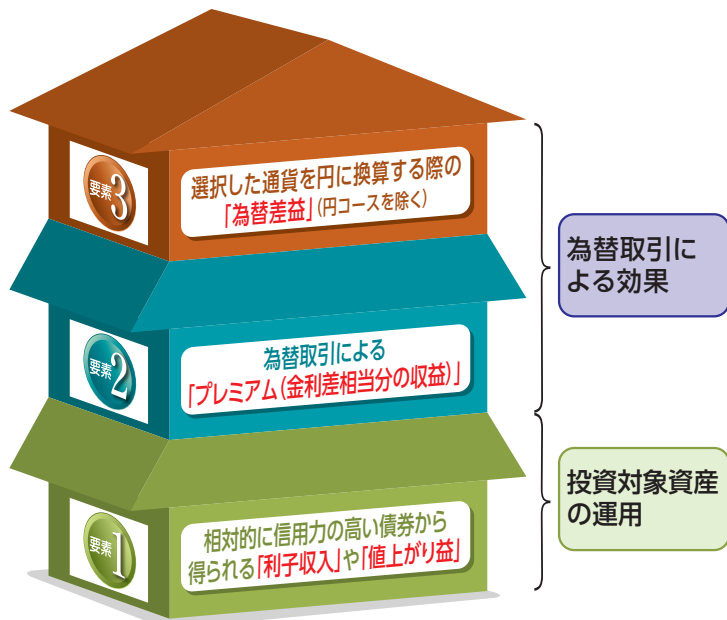 要素3
選択した通貨を円に換算する際の
「為替差益」(円コースを除く)
為替取引に
よる効果
要素2
為替取引による
「プレミアム(金利差相当分の収益)」
要素1
相対的に信用力の高い債券から
得られる「利子収入」や「値上がり益」
投資対象資産
の運用